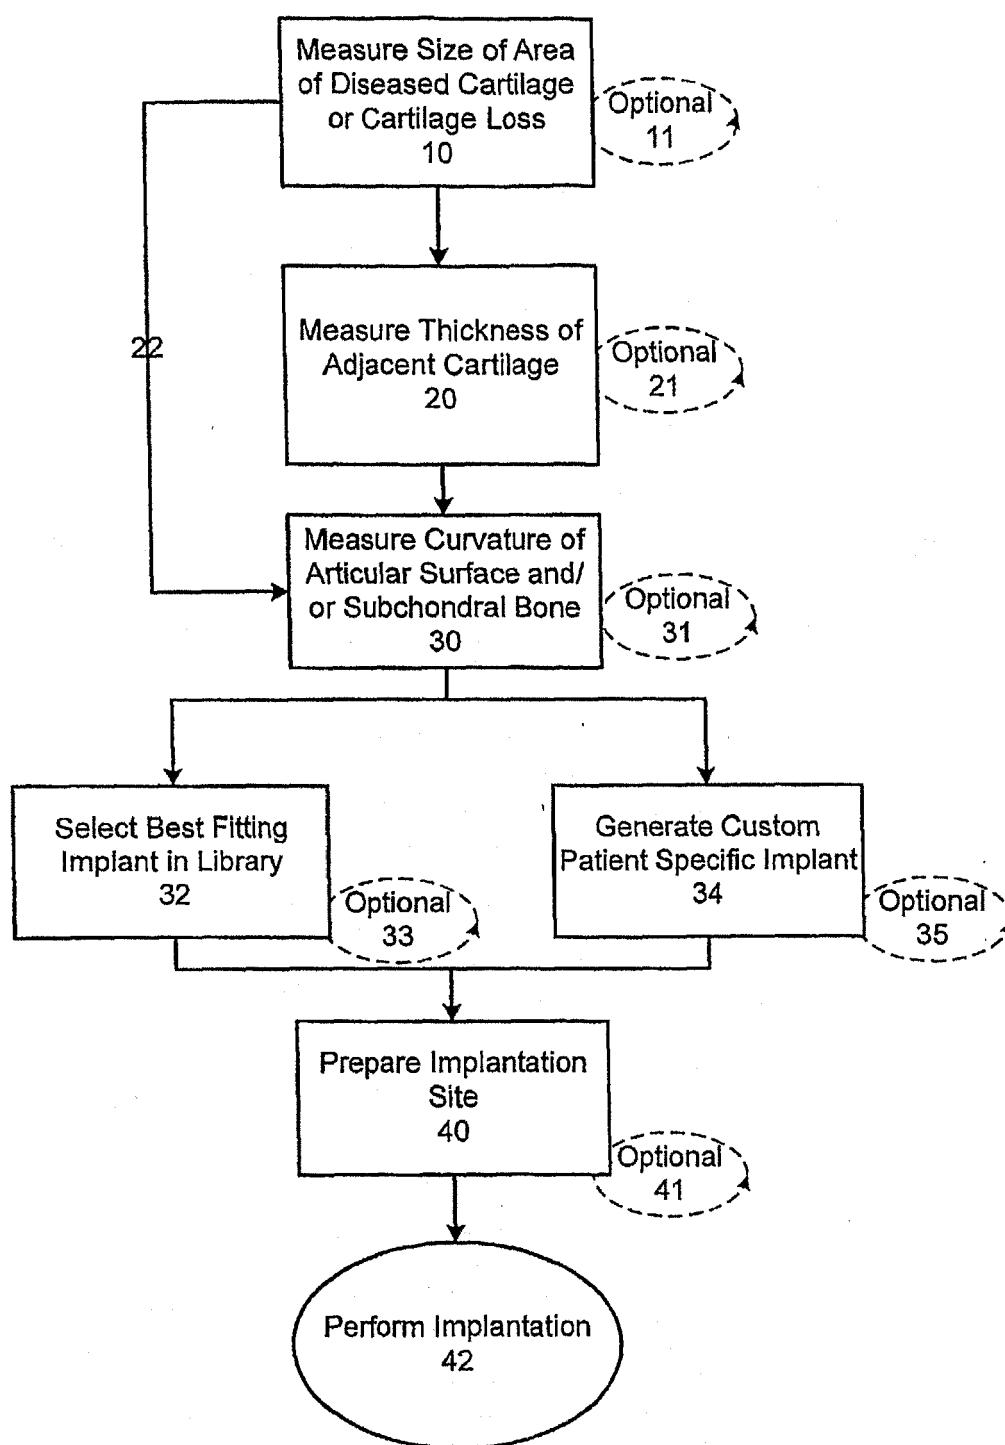 Measure Size of Area
of Diseased Cartilage
or Cartilage Loss
10
Optional
11
22
Measure Thickness of
Adjacent Cartilage
20
Optional
21
Measure Curvature of
Articular Surface and/
or Subchondral Bone
30
Optional
31
Select Best Fitting
Implant in Library
32
Optional
33
Generate Custom
Patient Specific Implant
34
Optional
35
Prepare Implantation
Site
40
Optional
41
Perform Implantation
42